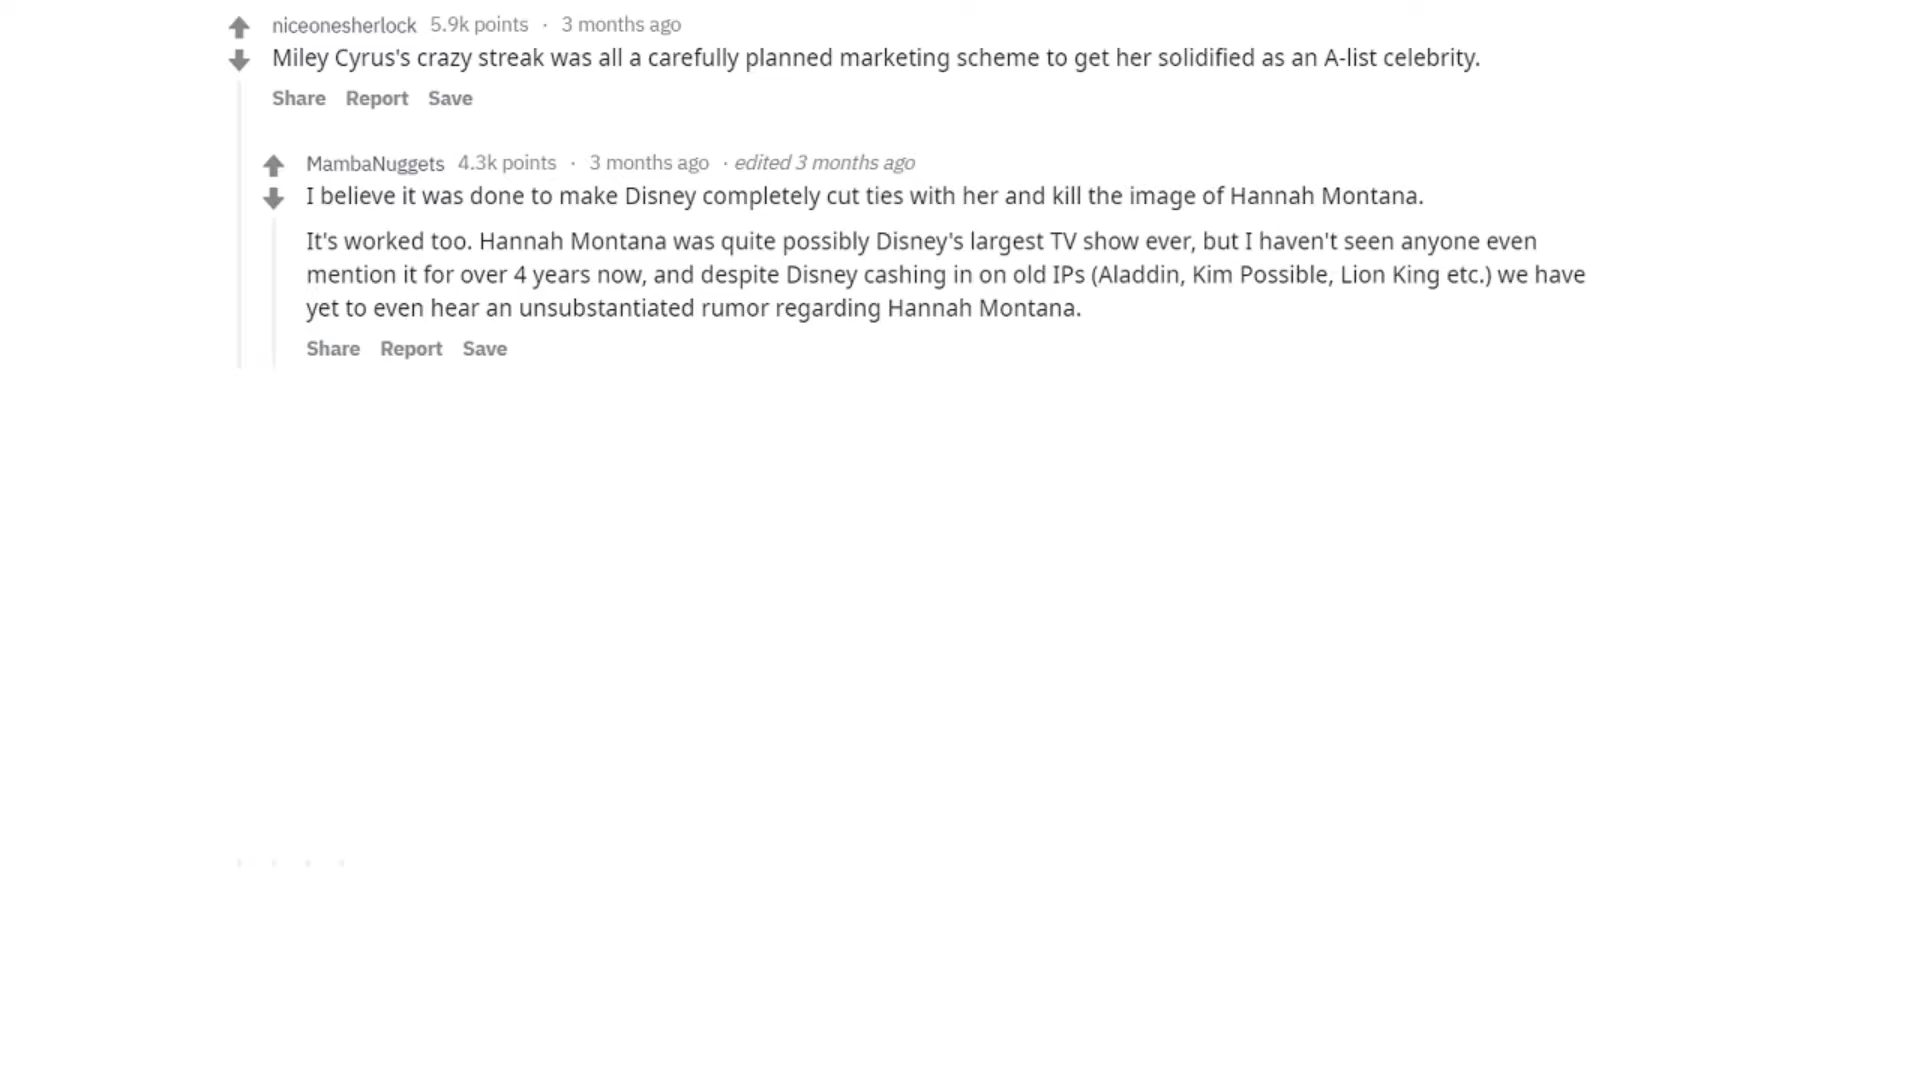 niceonesherlock 5.9k points · 3 months ago
Miley Cyrus's crazy streak was all a carefully planned marketing scheme to get her solidified as an A-list celebrity.
Share Report Save
MambaNuggets 4.3k points · 3 months ago · edited 3 months ago
I believe it was done to make Disney completely cut ties with her and kill the image of Hannah Montana.
It's worked too. Hannah Montana was quite possibly Disney's largest TV show ever, but I haven't seen anyone even
mention it for over 4 years now, and despite Disney cashing in on old IPs (Aladdin, Kim Possible, Lion King etc.) we have
yet to even hear an unsubstantiated rumor regarding Hannah Montana.
Share Report Save